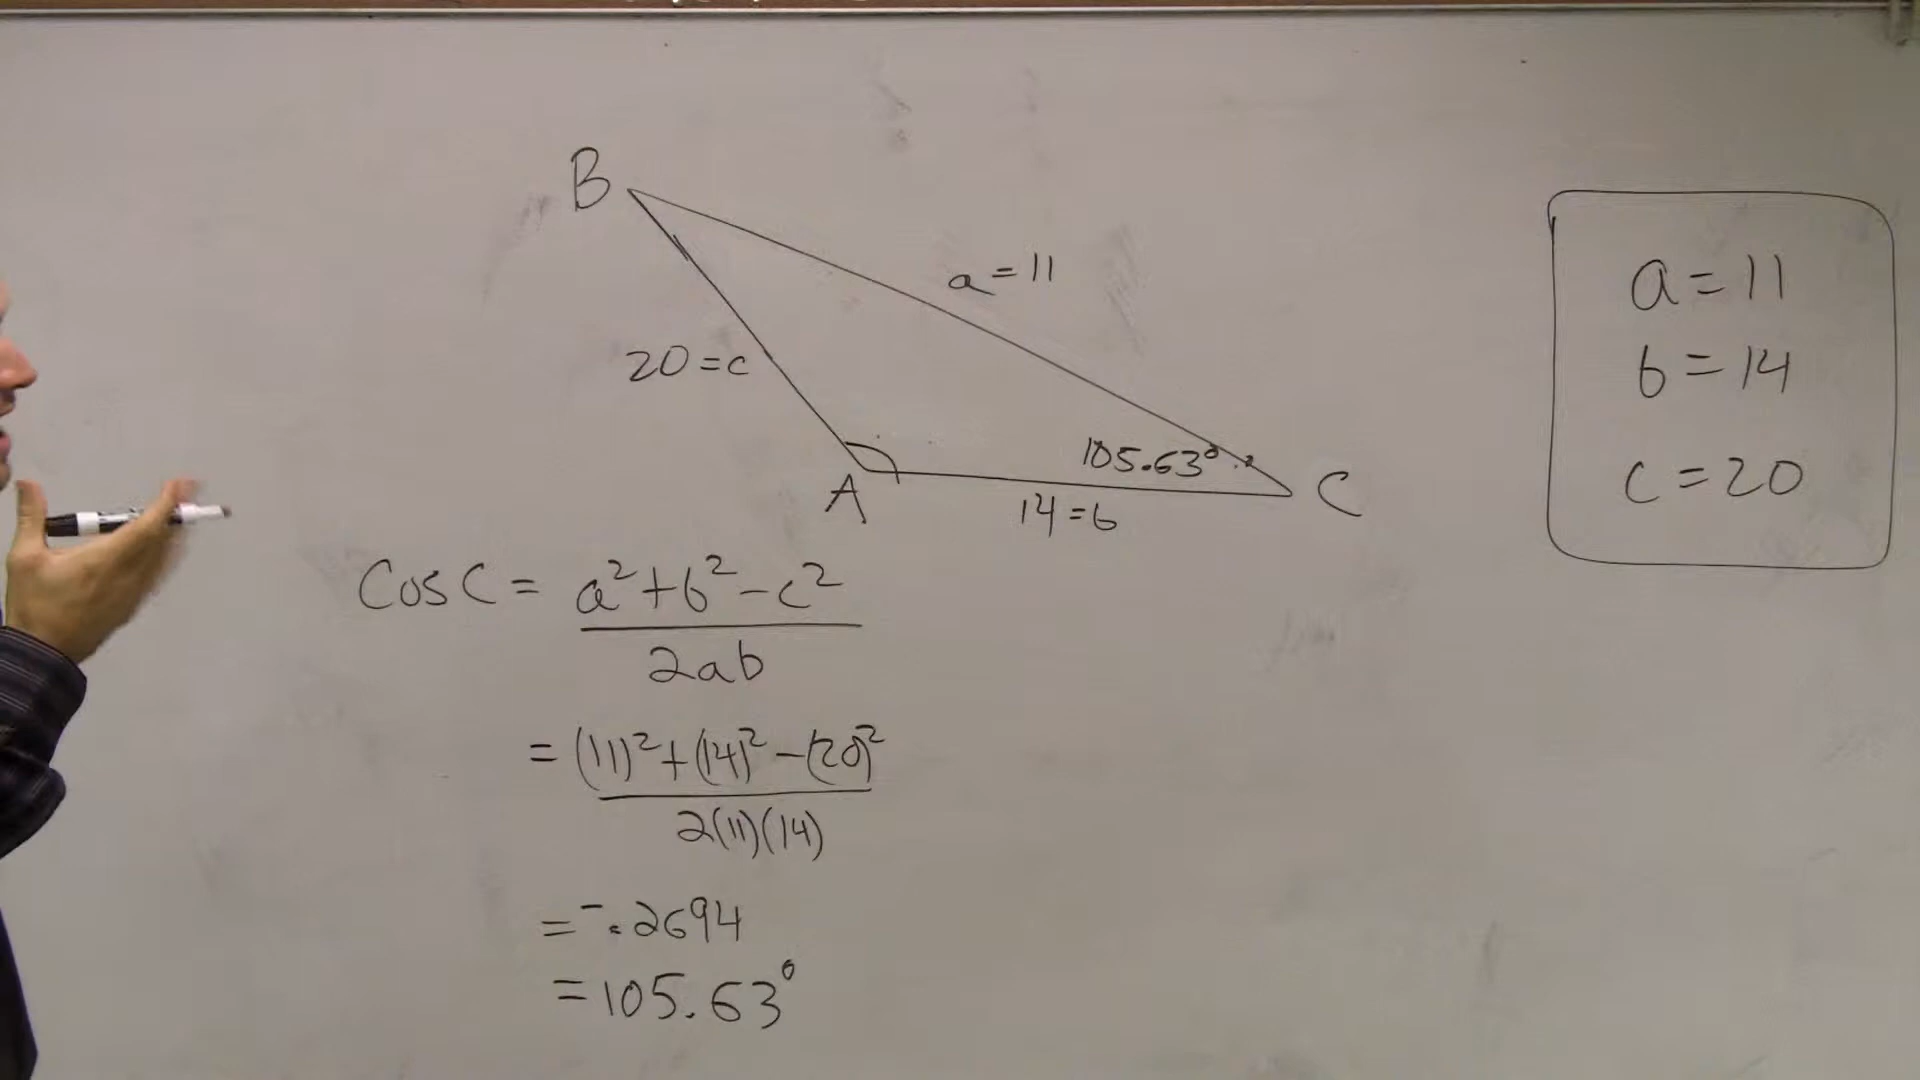 B
a = 11
20 = c
105.63°
A
C
14 = b
a = 11
b = 14
c = 20
Cos C = a² + b² - c²
2ab
= (11)² + (14)² - (20)²
2(11)(14)
= -.2694
= 105.63°